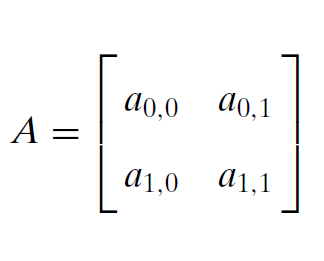 A = [ a_{0,0} a_{0,1}
a_{1,0} a_{1,1} ]